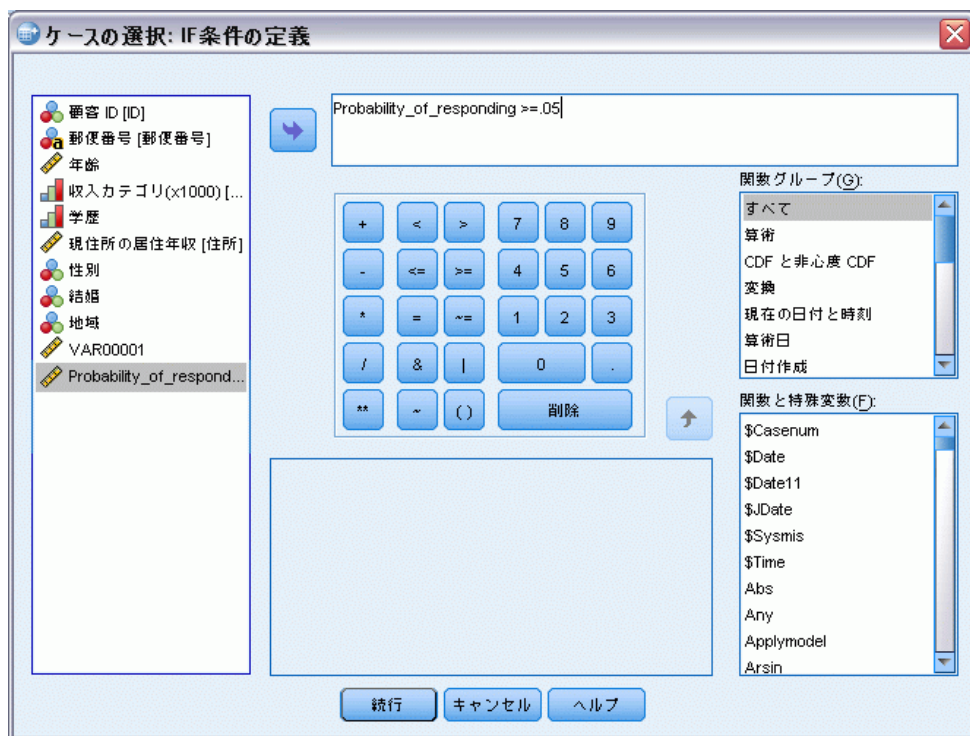 ケースの選択: IF条件の定義
顧客 ID [ID]
郵便番号 [郵便番号]
年齢
収入カテゴリ(x1000) [...
学歴
現住所の居住年収 [住所]
性別
結婚
地域
VAR00001
Probability_of_respond...
Probability_of_responding >=.05
+ < > 7 8 9
- <= >= 4 5 6
* = ~= 1 2 3
/ & | 0 .
** ~ ( ) 削除
関数グループ(G):
すべて
算術
CDF と非心度 CDF
変換
現在の日付と時刻
算術日
日付作成
関数と特殊変数(F):
$Casenum
$Date
$Date11
$JDate
$Sysmis
$Time
Abs
Any
Applymodel
Arsin
続行 キャンセル ヘルプ